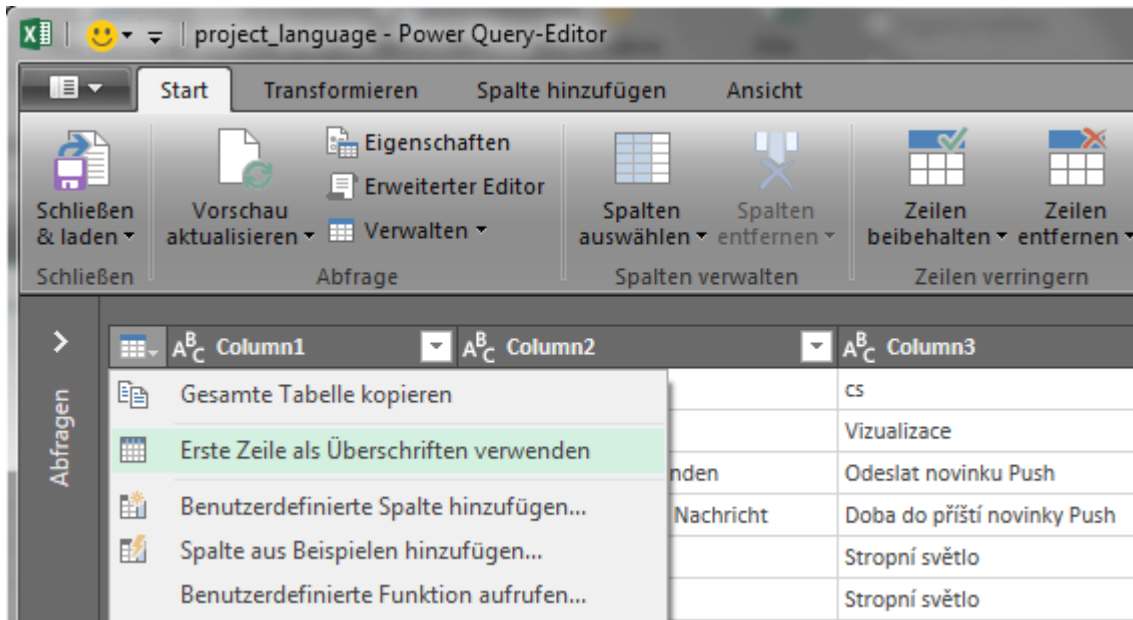 project_language - Power Query-Editor
Start Transformieren Spalte hinzufügen Ansicht
Schließen
& laden
Schließen
Vorschau
aktualisieren
Eigenschaften
Erweiterter Editor
Verwalten
Abfrage
Spalten
auswählen
Spalten
entfernen
Spalten verwalten
Zeilen
beibehalten
Zeilen
entfernen
Zeilen verringern
Abfragen
ABC Column1 ABC Column2 ABC Column3
Gesamte Tabelle kopieren
Erste Zeile als Überschriften verwenden
Benutzerdefinierte Spalte hinzufügen...
Spalte aus Beispielen hinzufügen...
Benutzerdefinierte Funktion aufrufen...
cs
Vizualizace
nden Odeslat novinku Push
Nachricht Doba do příští novinky Push
Stropní světlo
Stropní světlo